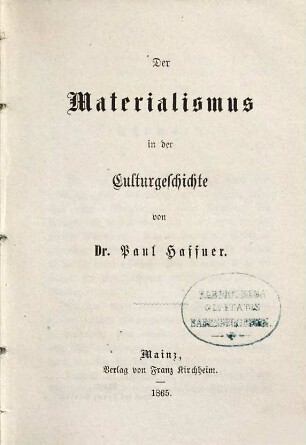 Der
Materialismus
in der
Culturgeschichte
von
Dr. Paul Haffner.
Mainz,
Verlag von Franz Kirchheim.
1865.